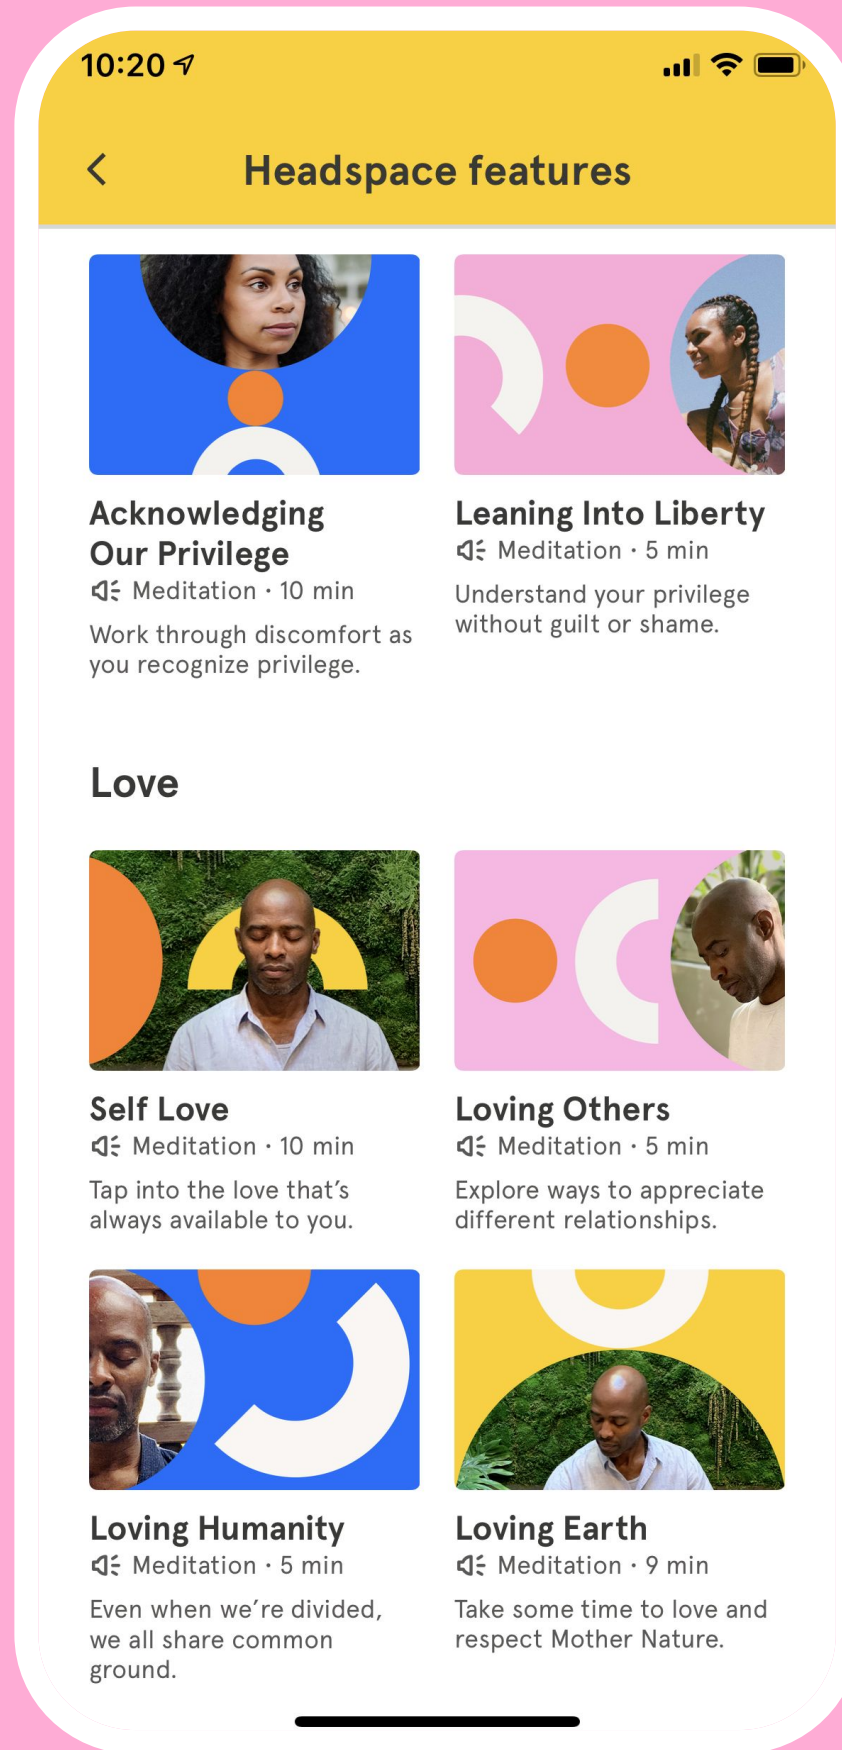 10:20
Headspace features
Acknowledging
Our Privilege
Meditation · 10 min
Work through discomfort as
you recognize privilege.
Leaning Into Liberty
Meditation · 5 min
Understand your privilege
without guilt or shame.
Love
Self Love
Meditation · 10 min
Tap into the love that’s
always available to you.
Loving Others
Meditation · 5 min
Explore ways to appreciate
different relationships.
Loving Humanity
Meditation · 5 min
Even when we’re divided,
we all share common
ground.
Loving Earth
Meditation · 9 min
Take some time to love and
respect Mother Nature.